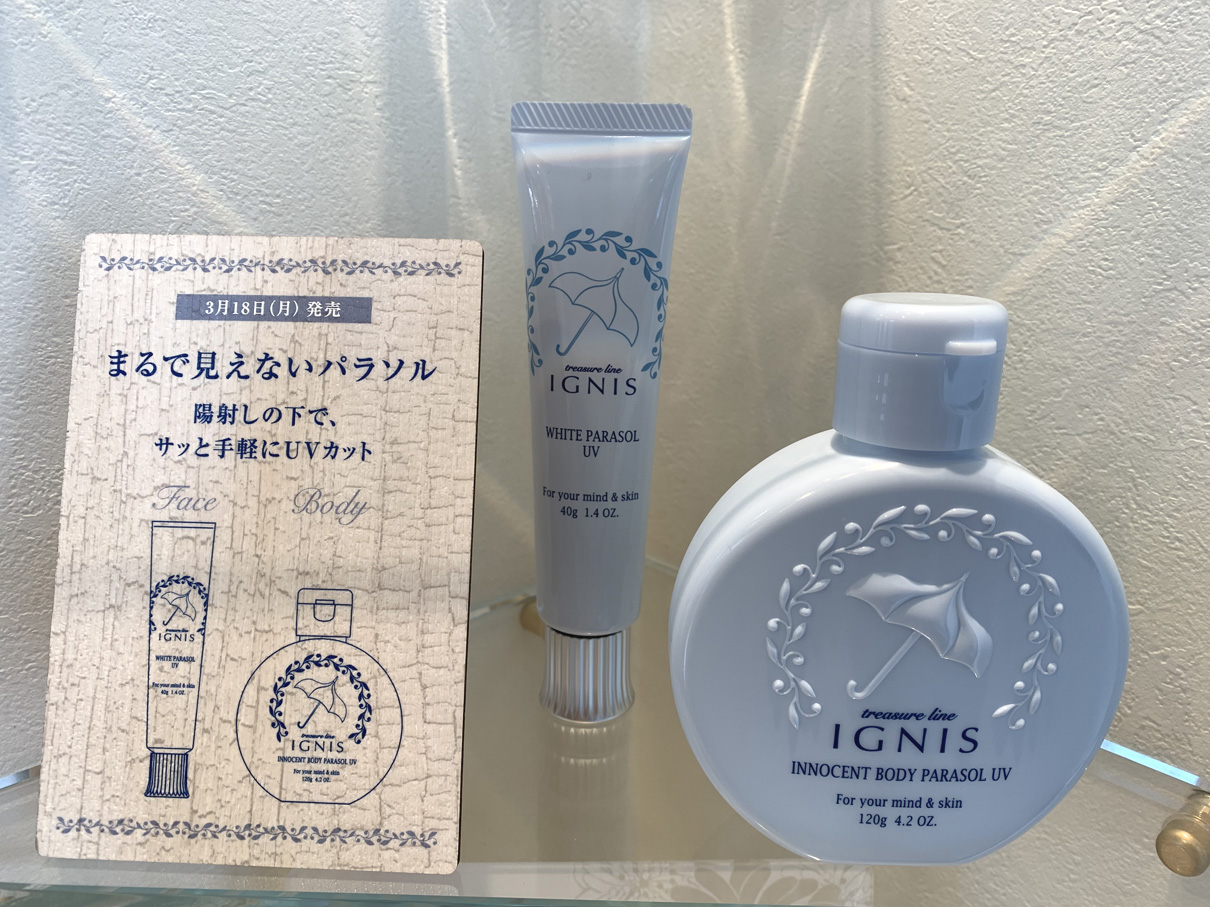 3月18日(月) 発売
まるで見えないパラソル
陽射しの下で、
サッと手軽にUVカット
Face
Body
treasure line
IGNIS
WHITE PARASOL
UV
For your mind & skin
40g 1.4 OZ.
treasure line
IGNIS
INNOCENT BODY PARASOL UV
For your mind & skin
120g 4.2 OZ.
treasure line
IGNIS
WHITE PARASOL
UV
For your mind & skin
40g 1.4 OZ.
treasure line
IGNIS
INNOCENT BODY PARASOL UV
For your mind & skin
120g 4.2 OZ.